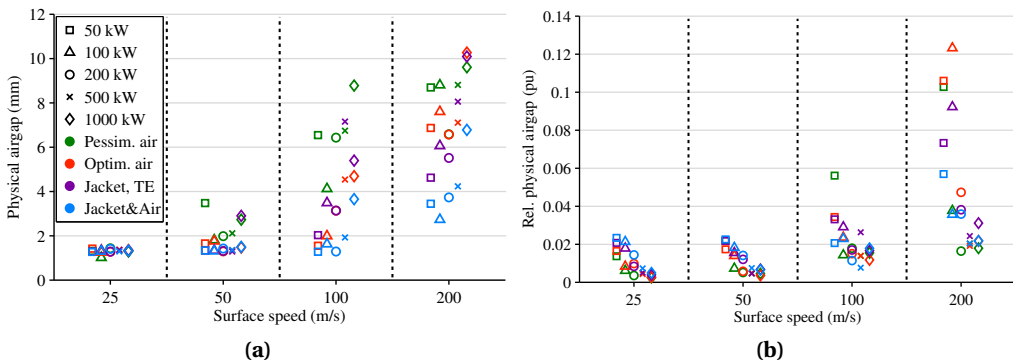 12
10
8
6
4
2
0
Physical airgap (mm)
50 kW
100 kW
200 kW
500 kW
1000 kW
Pessim. air
Optim. air
Jacket, TE
Jacket&Air
25
50
100
200
Surface speed (m/s)
(a)
0.14
0.12
0.1
0.08
0.06
0.04
0.02
0
Rel. physical airgap (pu)
25
50
100
200
Surface speed (m/s)
(b)